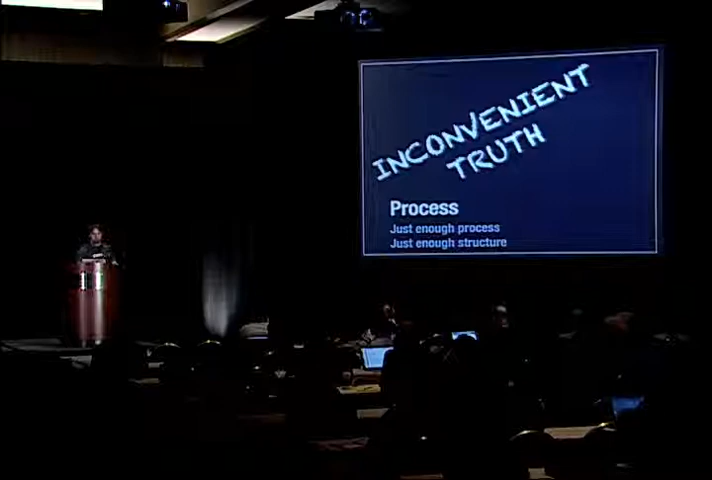 INCONVENIENT
TRUTH
Process
Just enough process
Just enough structure